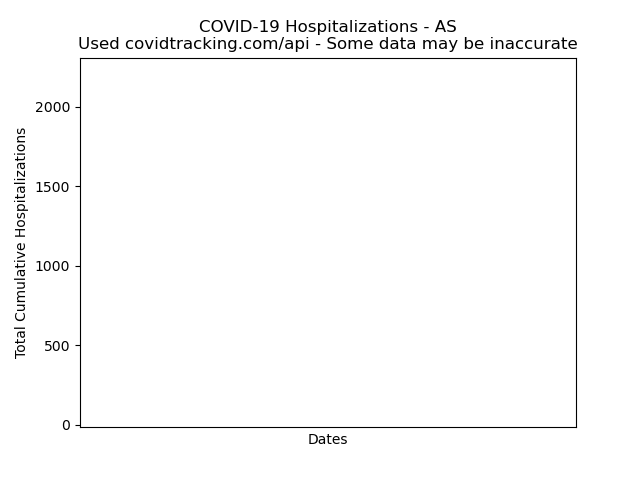 COVID-19 Hospitalizations - AS
Used covidtracking.com/api - Some data may be inaccurate
Total Cumulative Hospitalizations
2000
1500
1000
500
0
Dates